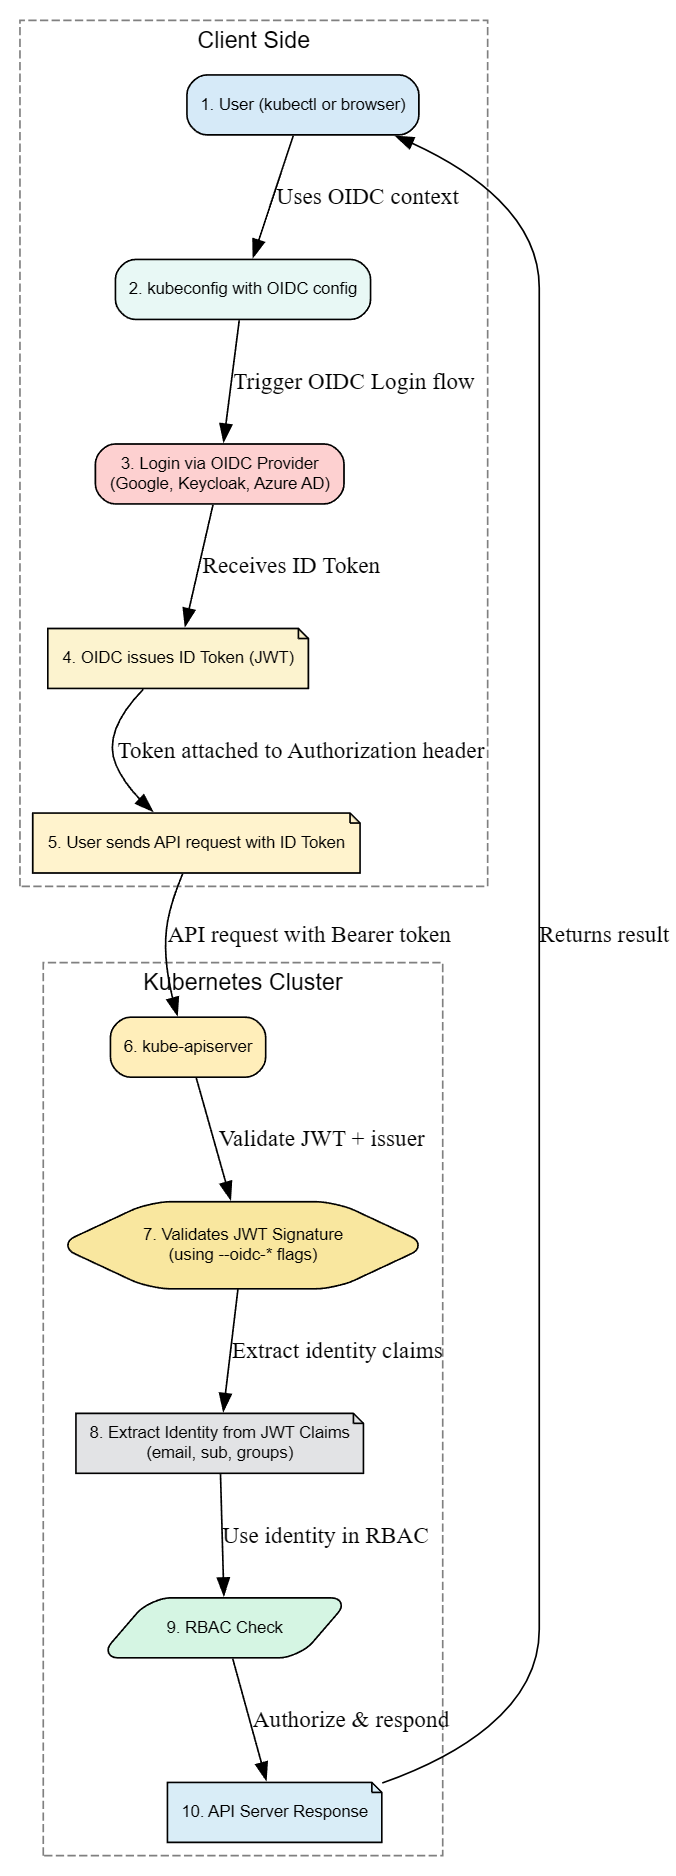 Client Side
1. User (kubectl or browser)
Uses OIDC context
2. kubeconfig with OIDC config
Trigger OIDC Login flow
3. Login via OIDC Provider
(Google, Keycloak, Azure AD)
Receives ID Token
4. OIDC issues ID Token (JWT)
Token attached to Authorization header
5. User sends API request with ID Token
API request with Bearer token
Returns result
Kubernetes Cluster
6. kube-apiserver
Validate JWT + issuer
7. Validates JWT Signature
(using --oidc-* flags)
Extract identity claims
8. Extract Identity from JWT Claims
(email, sub, groups)
Use identity in RBAC
9. RBAC Check
Authorize & respond
10. API Server Response